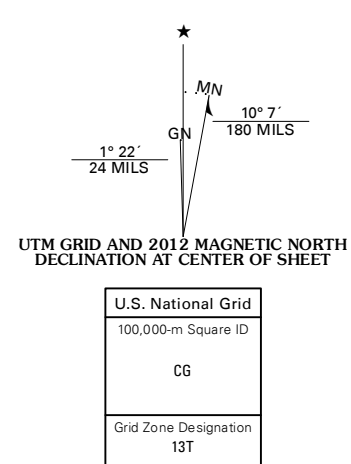 ★
MN
GN
10° 7´
180 MILS
1° 22´
24 MILS
UTM GRID AND 2012 MAGNETIC NORTH
DECLINATION AT CENTER OF SHEET
U.S. National Grid
100,000-m Square ID
CG
Grid Zone Designation
13T